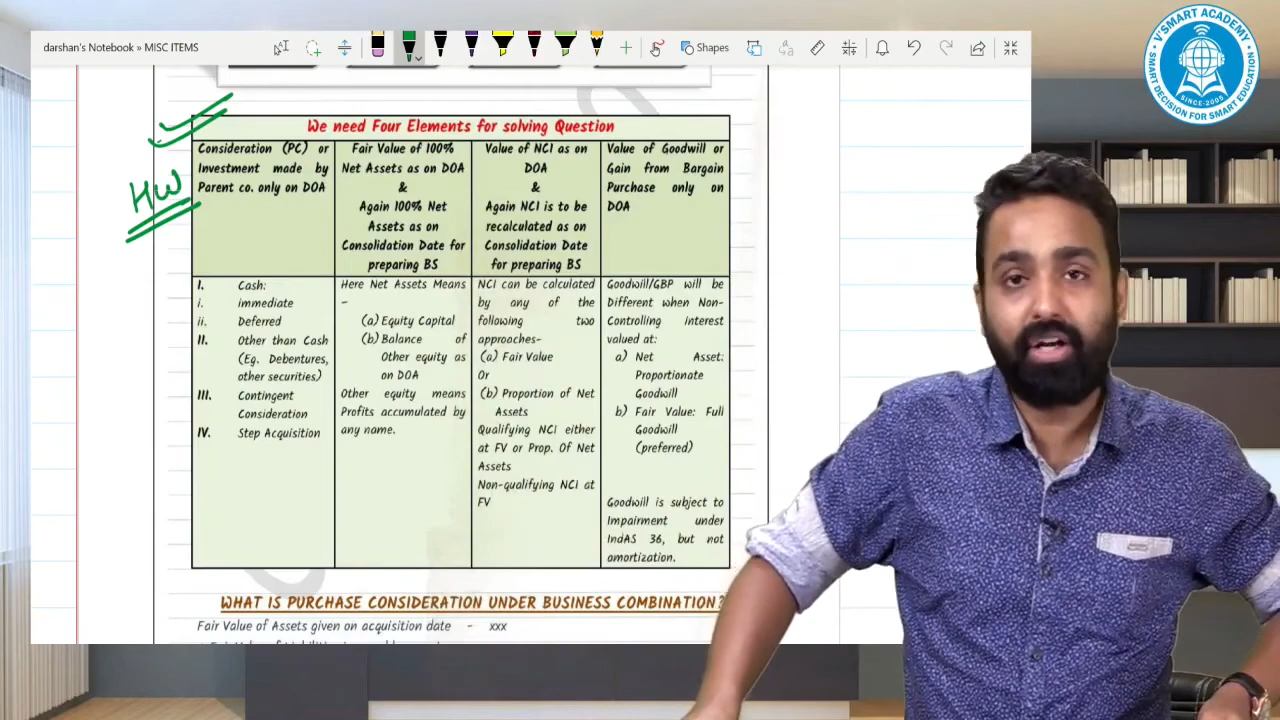 darshan's Notebook » MISC ITEMS
Shapes
V'SMART ACADEMY
SMART DECISION FOR SMART EDUCATION
SINCE-2005
HW
We need Four Elements for solving Question
Consideration (PC) or
Investment made by
Parent co. only on DOA
Fair Value of 100%
Net Assets as on DOA
&
Again 100% Net
Assets as on
Consolidation Date for
preparing BS
Value of NCI as on
DOA
&
Again NCI is to be
recalculated as on
Consolidation Date
for preparing BS
Value of Goodwill or
Gain from Bargain
Purchase only on
DOA
I. Cash:
i. immediate
ii. Deferred
II. Other than Cash
(Eg. Debentures,
other securities)
III. Contingent
Consideration
IV. Step Acquisition
Here Net Assets Means
–
(a) Equity Capital
(b) Balance of
Other equity as
on DOA
Other equity means
Profits accumulated by
any name.
NCI can be calculated
by any of the
following two
approaches-
(a) Fair Value
Or
(b) Proportion of Net
Assets
Qualifying NCI either
at FV or Prop. Of Net
Assets
Non-qualifying NCI at
FV
Goodwill/GBP will be
Different when Non-
Controlling interest
valued at:
a) Net Asset:
Proportionate
Goodwill
b) Fair Value: Full
Goodwill
(preferred)
Goodwill is subject to
Impairment under
IndAS 36, but not
amortization.
WHAT IS PURCHASE CONSIDERATION UNDER BUSINESS COMBINATION?
Fair Value of Assets given on acquisition date - xxx